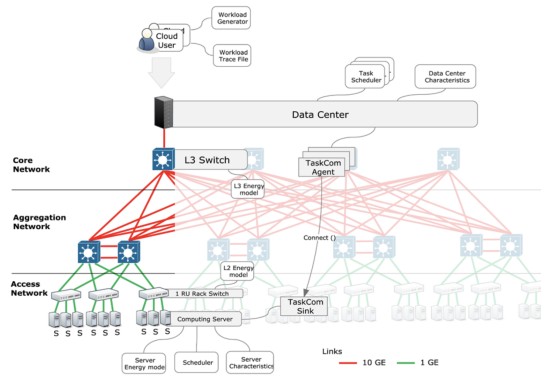 Workload
Generator
Cloud
User
Workload
Trace File
Task
Scheduler
Data Center
Characteristics
Data Center
Core
Network
L3 Switch
TaskCom
Agent
L3 Energy
model
Aggregation
Network
Connect ()
L2 Energy
model
Access
Network
1 RU Rack Switch
Computing Server
TaskCom
Sink
S S S S S S S S S
Server
Energy mode
Scheduler
Server
Characteristics
Links
10 GE
1 GE